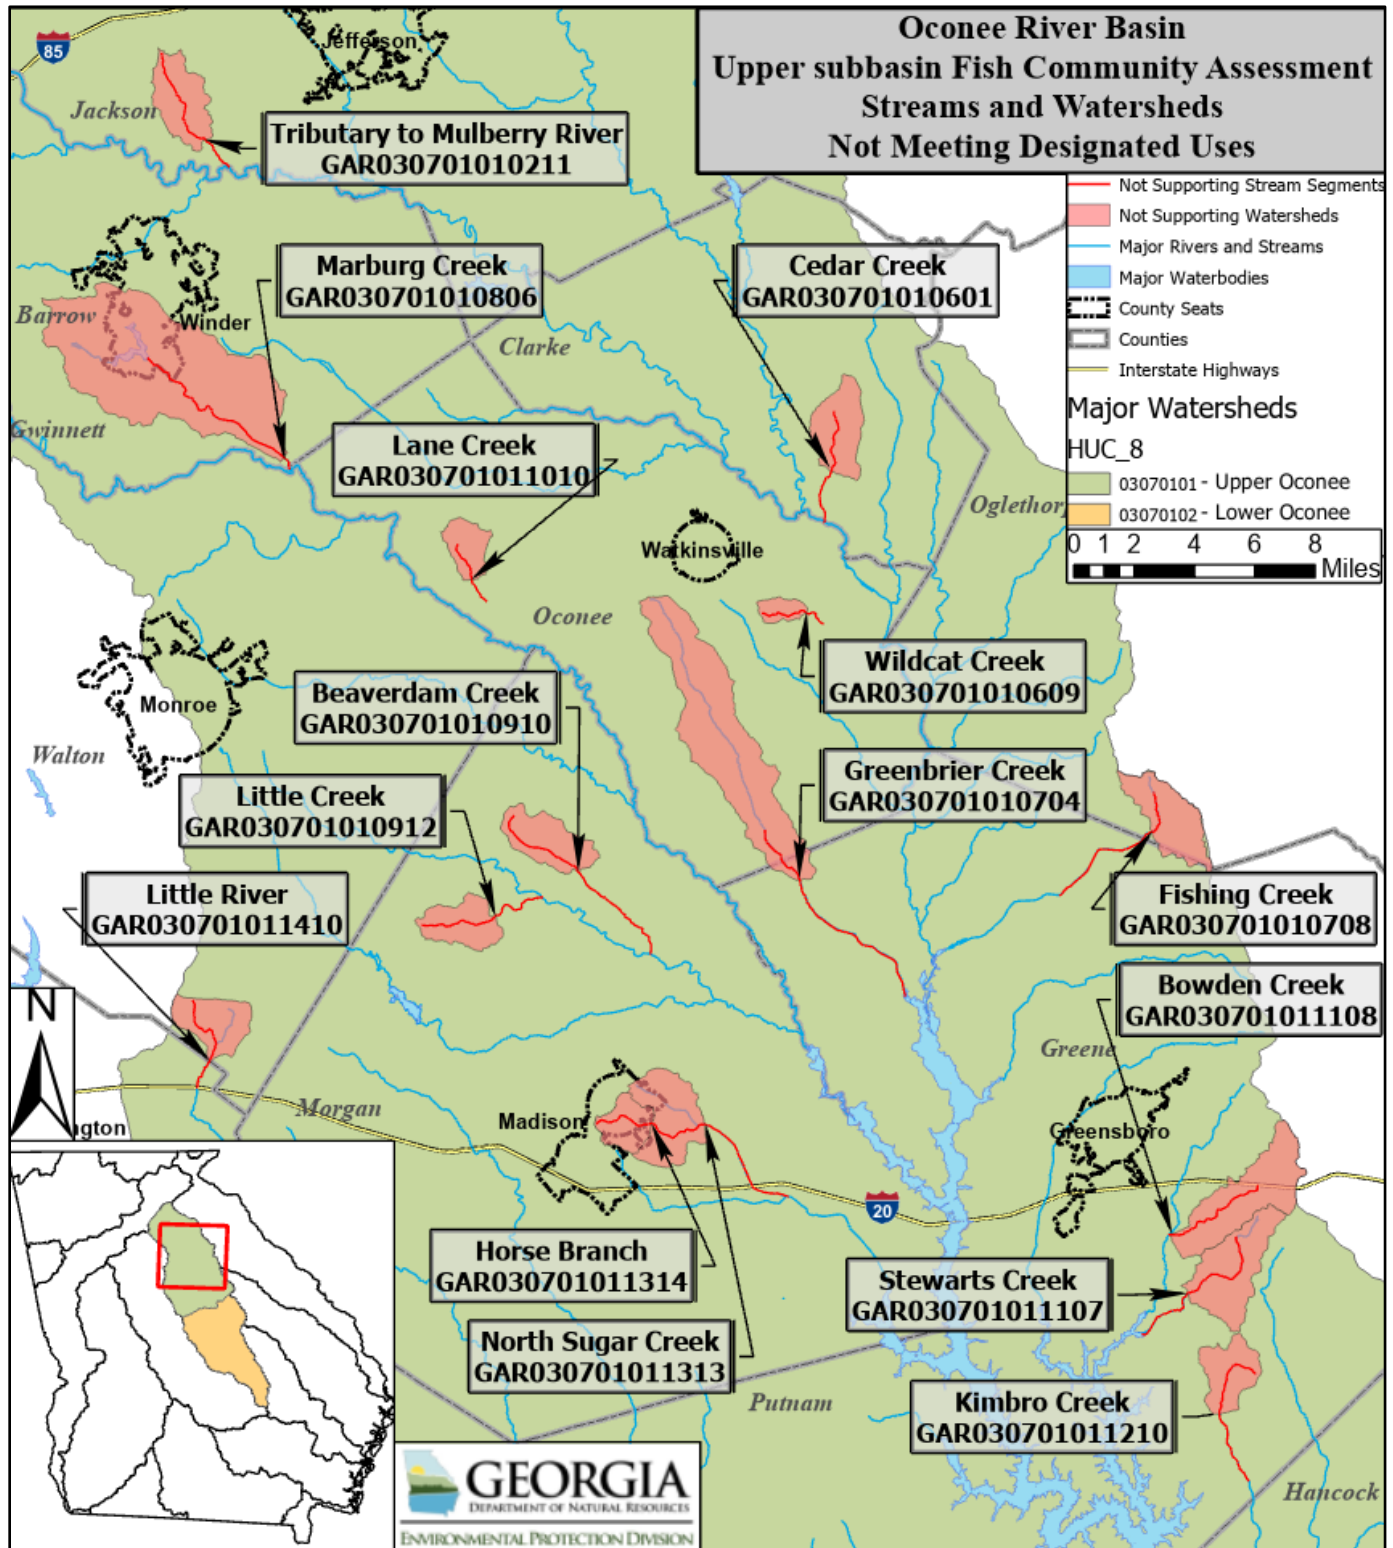 Oconee River Basin
Upper subbasin Fish Community Assessment
Streams and Watersheds
Not Meeting Designated Uses
85
Jefferson
Jackson
Tributary to Mulberry River
GAR030701010211
Not Supporting Stream Segments
Not Supporting Watersheds
Major Rivers and Streams
Major Waterbodies
County Seats
Counties
Interstate Highways
Major Watersheds
HUC_8
03070101 - Upper Oconee
03070102 - Lower Oconee
0 1 2 4 6 8
Miles
Marburg Creek
GAR030701010806
Cedar Creek
GAR030701010601
Barrow
Winder
Clarke
Gwinnett
Lane Creek
GAR030701011010
Oglethor
Watkinsville
Oconee
Wildcat Creek
GAR030701010609
Beaverdam Creek
GAR030701010910
Monroe
Walton
Greenbrier Creek
GAR030701010704
Little Creek
GAR030701010912
Little River
GAR030701011410
Fishing Creek
GAR030701010708
Bowden Creek
GAR030701011108
N
Greene
Morgan
Madison
Greensboro
ngton
20
Horse Branch
GAR030701011314
Stewarts Creek
GAR030701011107
North Sugar Creek
GAR030701011313
Putnam
Kimbro Creek
GAR030701011210
Hancock
GEORGIA
DEPARTMENT OF NATURAL RESOURCES
ENVIRONMENTAL PROTECTION DIVISION